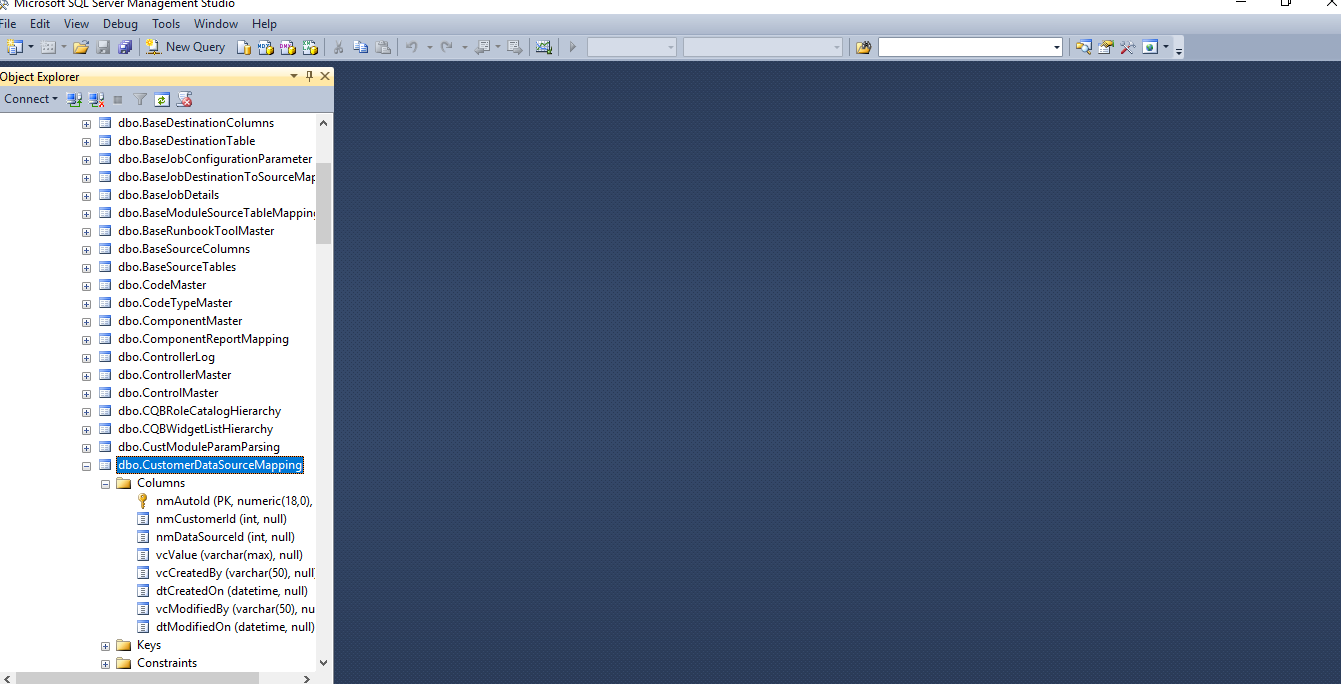 Microsoft SQL Server Management Studio
File Edit View Debug Tools Window Help
New Query
Object Explorer
Connect
dbo.BaseDestinationColumns
dbo.BaseDestinationTable
dbo.BaseJobConfigurationParameter
dbo.BaseJobDestinationToSourceMap
dbo.BaseJobDetails
dbo.BaseModuleSourceTableMapping
dbo.BaseRunbookToolMaster
dbo.BaseSourceColumns
dbo.BaseSourceTables
dbo.CodeMaster
dbo.CodeTypeMaster
dbo.ComponentMaster
dbo.ComponentReportMapping
dbo.ControllerLog
dbo.ControllerMaster
dbo.ControlMaster
dbo.CQBRoleCatalogHierarchy
dbo.CQBWidgetListHierarchy
dbo.CustModuleParamParsing
dbo.CustomerDataSourceMapping
Columns
nmAutoId (PK, numeric(18,0),
nmCustomerId (int, null)
nmDataSourceId (int, null)
vcValue (varchar(max), null)
vcCreatedBy (varchar(50), null)
dtCreatedOn (datetime, null)
vcModifiedBy (varchar(50), nu
dtModifiedOn (datetime, null)
Keys
Constraints